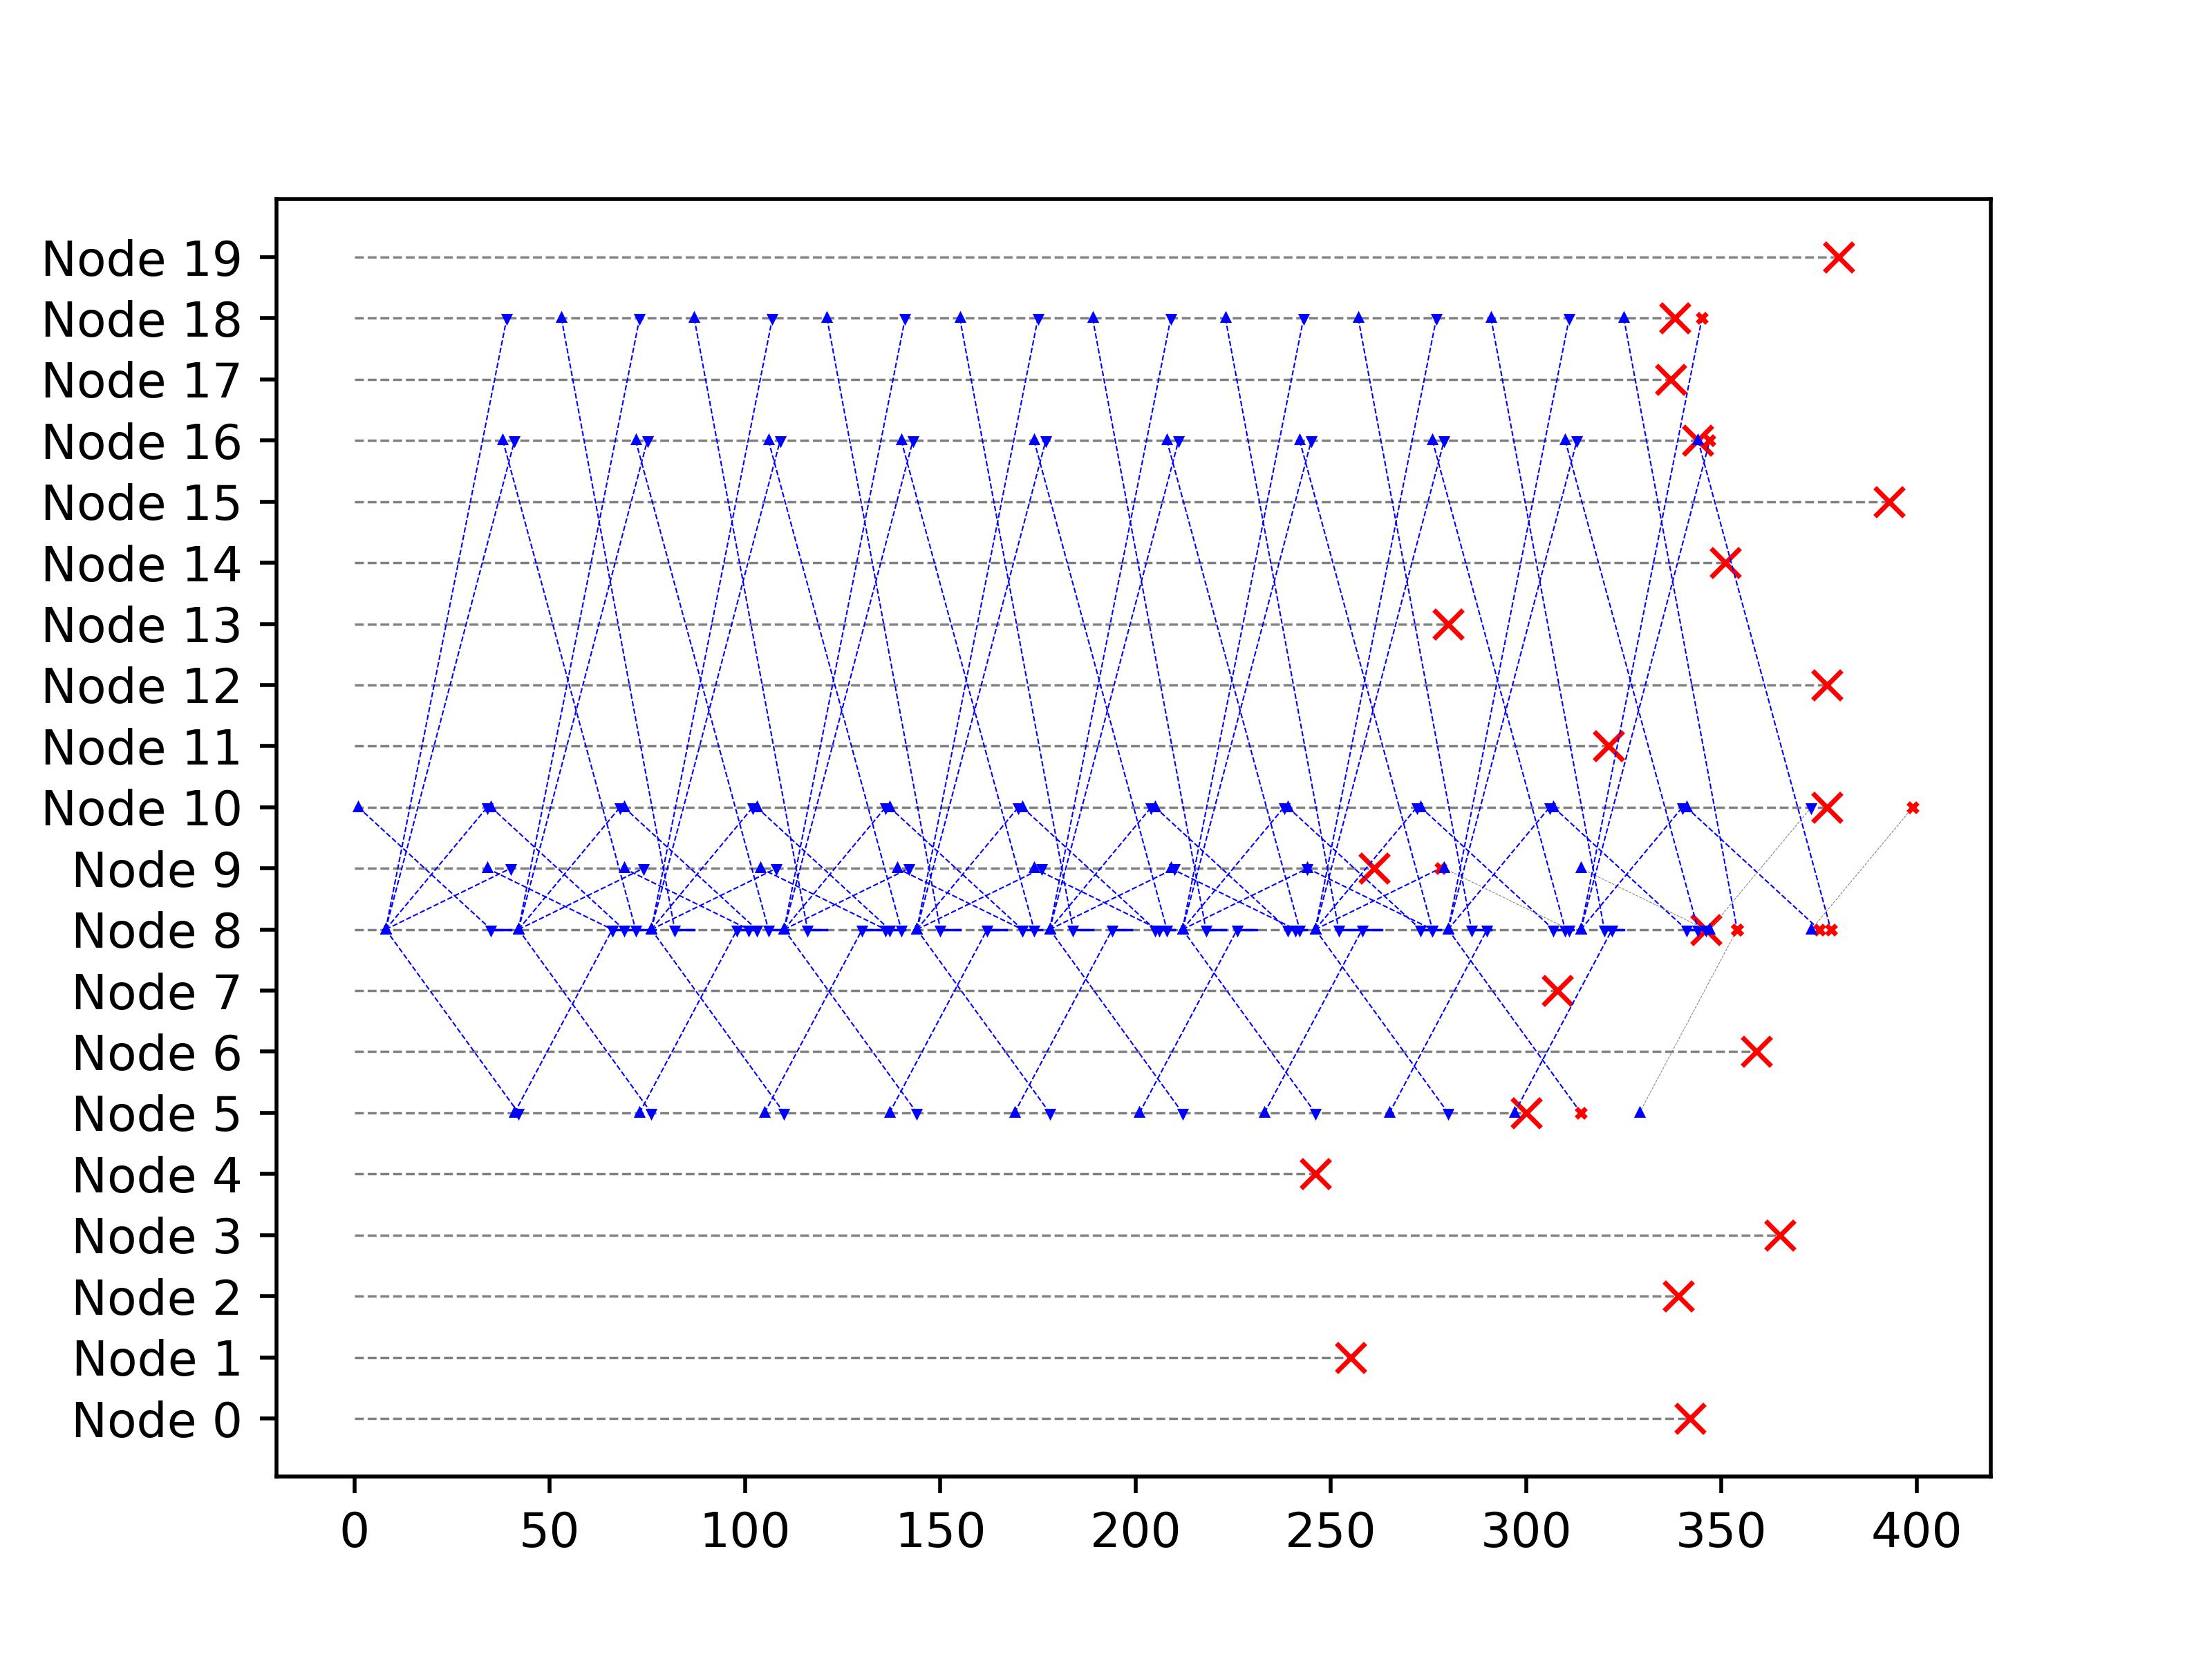 Node 19
Node 18
Node 17
Node 16
Node 15
Node 14
Node 13
Node 12
Node 11
Node 10
Node 9
Node 8
Node 7
Node 6
Node 5
Node 4
Node 3
Node 2
Node 1
Node 0
0 50 100 150 200 250 300 350 400